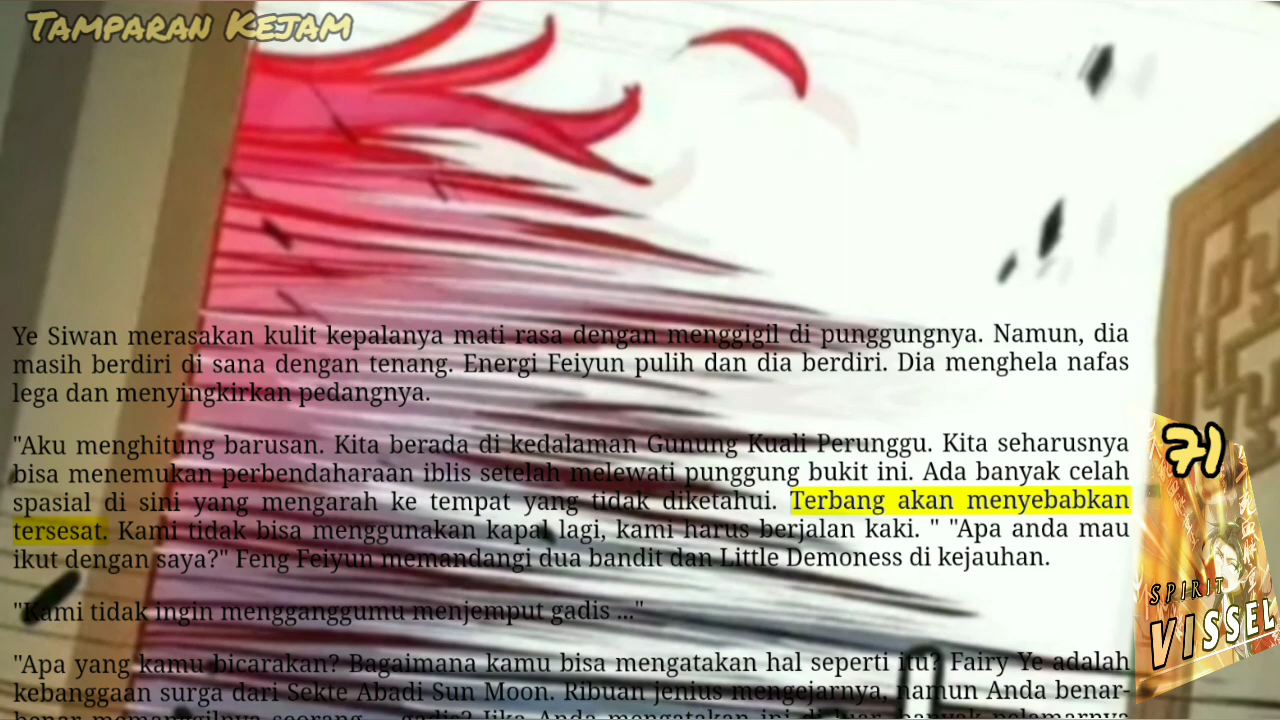 Tamparan Kejam
Ye Siwan merasakan kulit kepalanya mati rasa dengan menggigil di punggungnya. Namun, dia
masih berdiri di sana dengan tenang. Energi Feiyun pulih dan dia berdiri. Dia menghela nafas
lega dan menyingkirkan pedangnya.
"Aku menghitung barusan. Kita berada di kedalaman Gunung Kuali Perunggu. Kita seharusnya
bisa menemukan perbendaharaan iblis setelah melewati punggung bukit ini. Ada banyak celah
spasial di sini yang mengarah ke tempat yang tidak diketahui. Terbang akan menyebabkan
tersesat. Kami tidak bisa menggunakan kapal lagi, kami harus berjalan kaki. " "Apa anda mau
ikut dengan saya?" Feng Feiyun memandangi dua bandit dan Little Demoness di kejauhan.
"Kami tidak ingin mengganggumu menjemput gadis ..."
"Apa yang kamu bicarakan? Bagaimana kamu bisa mengatakan hal seperti itu? Fairy Ye adalah
kebanggaan surga dari Sekte Abadi Sun Moon. Ribuan jenius mengejarnya, namun Anda benar-
71
SPIRIT
VISSEL